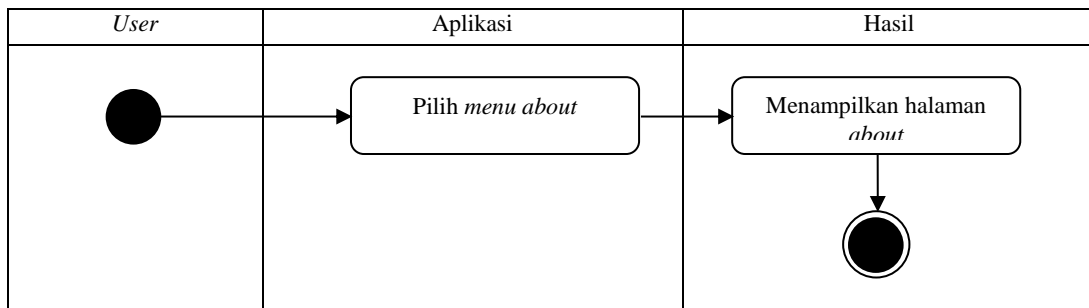 User
Aplikasi
Hasil
Pilih menu about
Menampilkan halaman
about